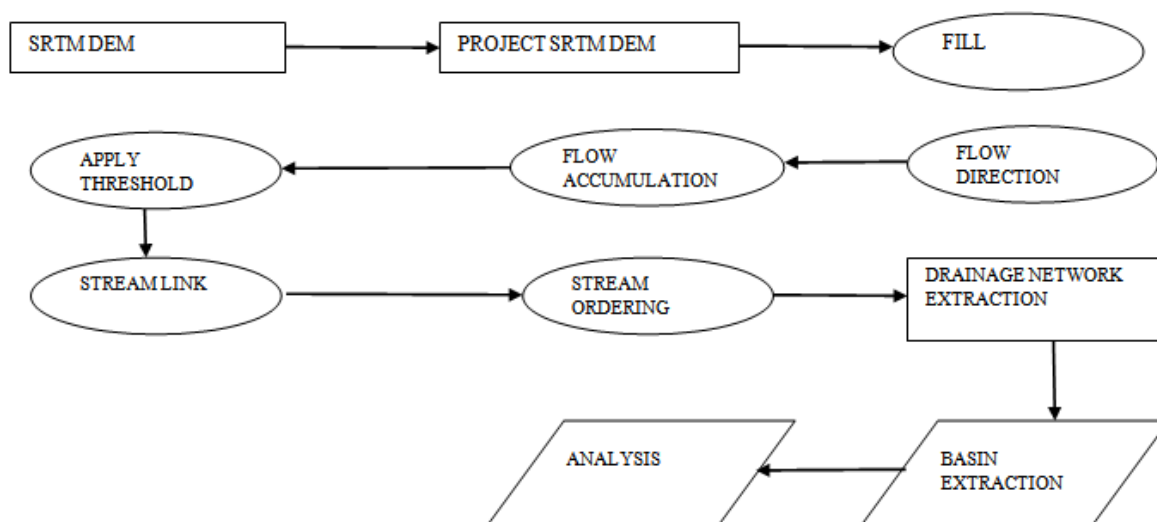 SRTM DEM
PROJECT SRTM DEM
FILL
APPLY
THRESHOLD
FLOW
ACCUMULATION
FLOW
DIRECTION
STREAM LINK
STREAM
ORDERING
DRAINAGE NETWORK
EXTRACTION
ANALYSIS
BASIN
EXTRACTION